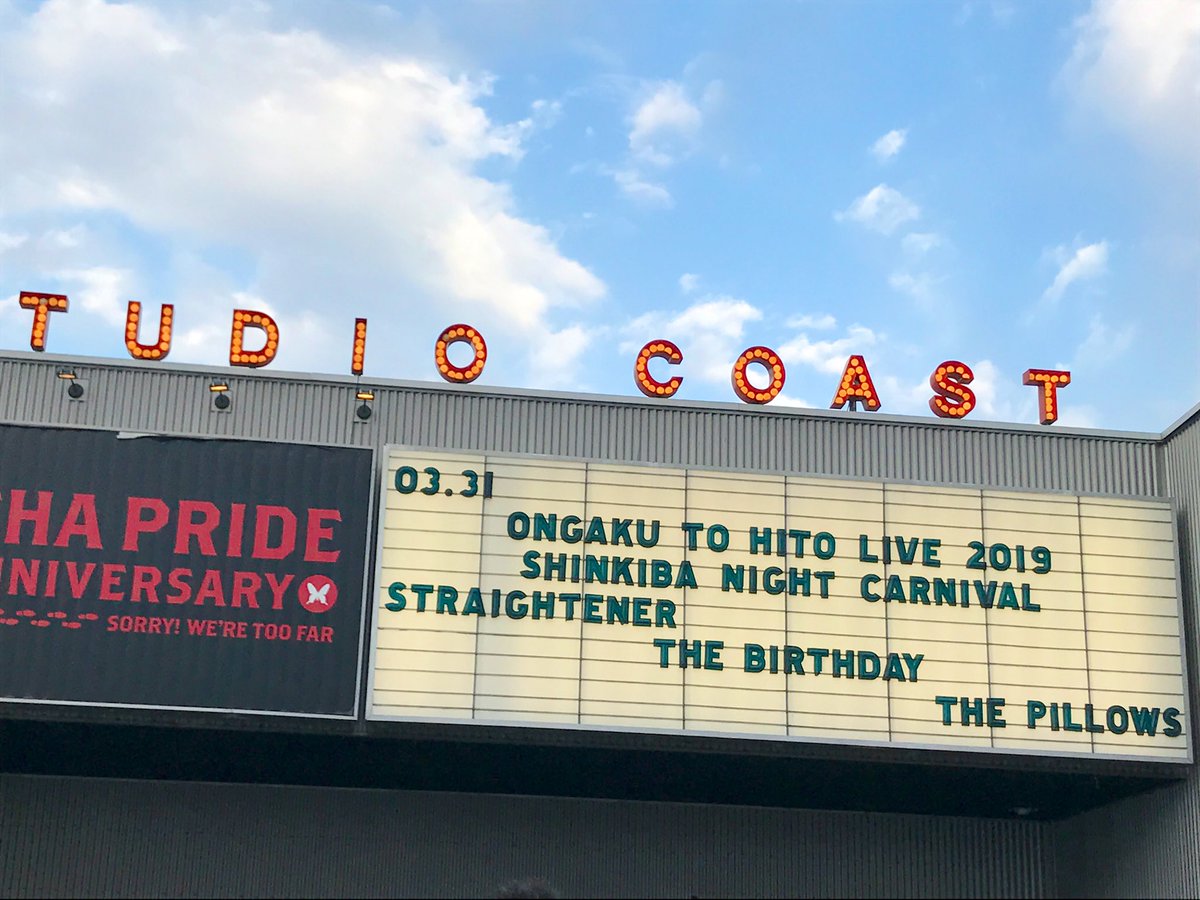 TUDIO COAST
HA PRIDE
NNIVERSARY
SORRY! WE'RE TOO FAR
03.31
ONGAKU TO HITO LIVE 2019
SHINKIBA NIGHT CARNIVAL
STRAIGHTENER
THE BIRTHDAY
THE PILLOWS